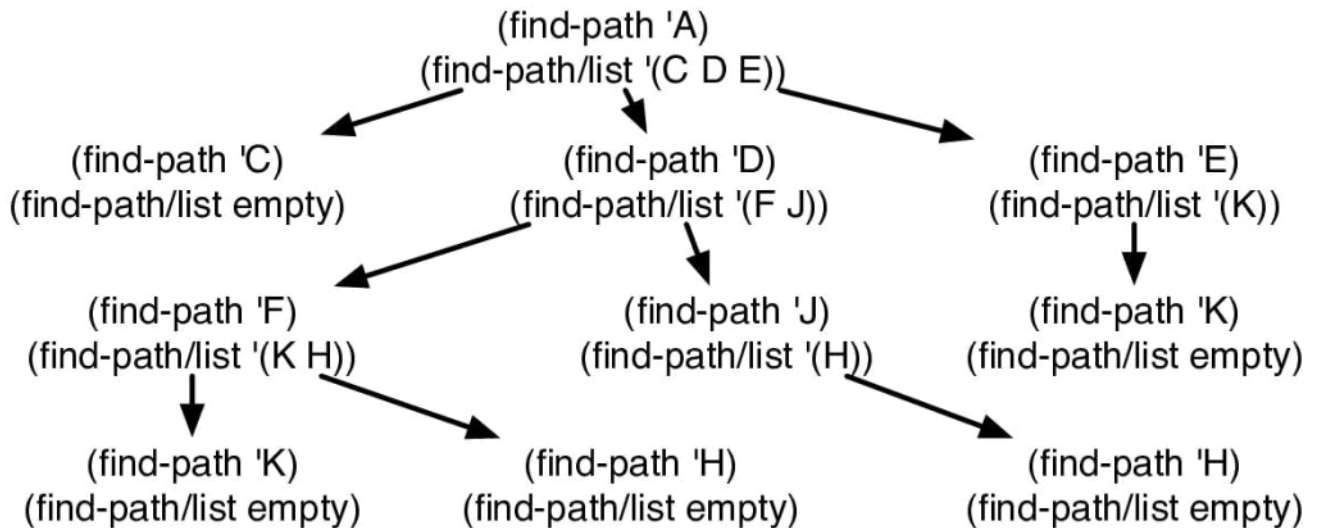 (find-path 'A)
(find-path/list '(C D E))
(find-path 'C)
(find-path/list empty)
(find-path 'D)
(find-path/list '(F J))
(find-path 'E)
(find-path/list '(K))
(find-path 'F)
(find-path/list '(K H))
(find-path 'J)
(find-path/list '(H))
(find-path 'K)
(find-path/list empty)
(find-path 'K)
(find-path/list empty)
(find-path 'H)
(find-path/list empty)
(find-path 'H)
(find-path/list empty)